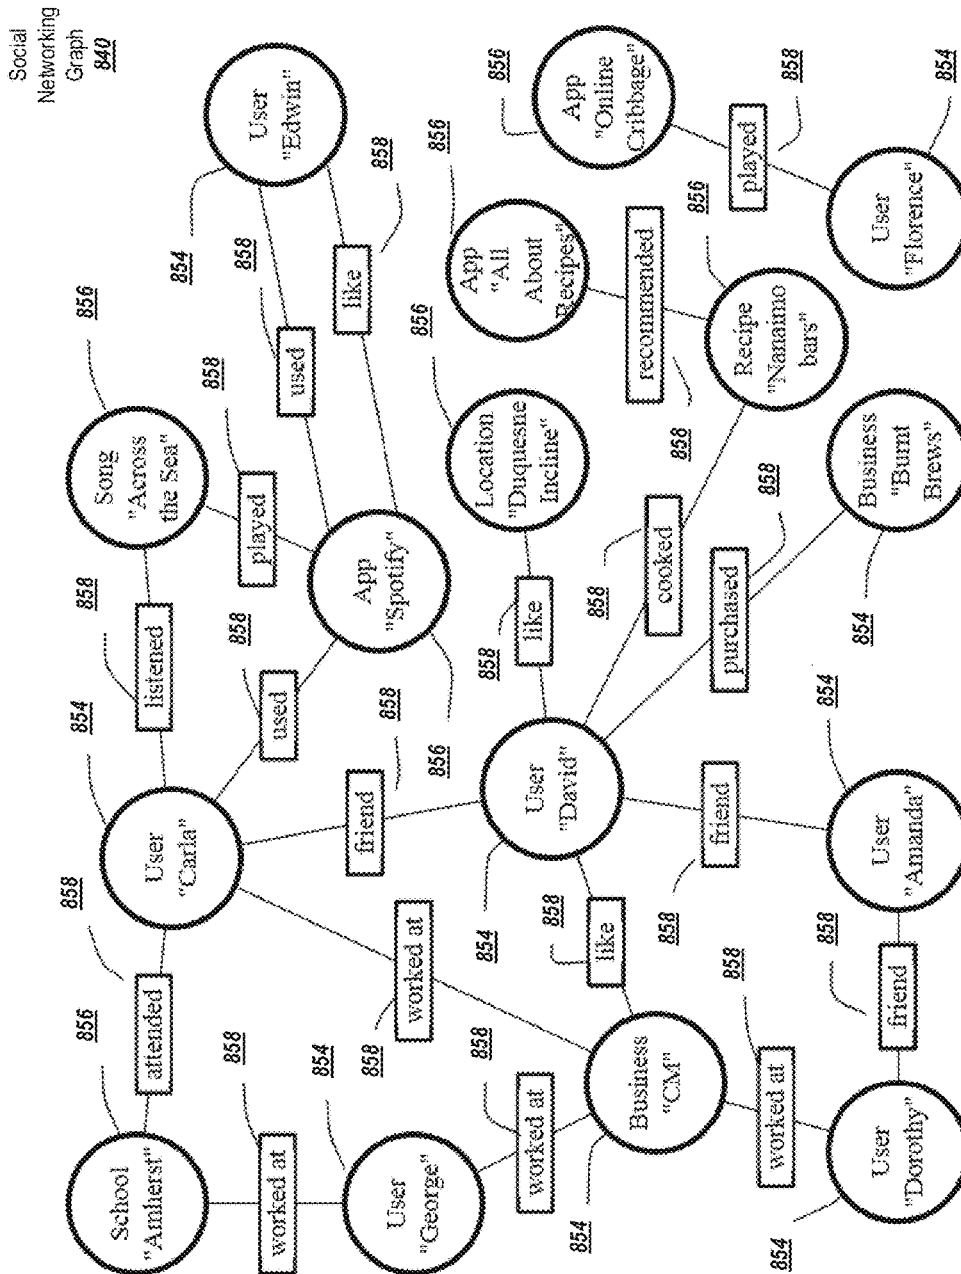 Social
Networking
Graph
840
School
"Amherst"
856
attended
858
User
"Carla"
854
listened
858
Song
"Across
the Sea"
856
worked at
858
used
858
played
858
User
"Edwin"
854
used
858
like
858
User
"George"
854
worked at
858
friend
858
App
"Spotify"
856
worked at
858
like
858
User
"David"
854
like
858
Location
"Duquesne
Incline"
856
App
"All
About
Recipes"
856
App
"Online
Cribbage"
856
Business
"CM"
854
cooked
858
recommended
858
played
858
worked at
858
friend
858
purchased
858
Recipe
"Nanaimo
bars"
856
User
"Dorothy"
854
friend
858
User
"Amanda"
854
Business
"Burnt
Brews"
854
User
"Florence"
854